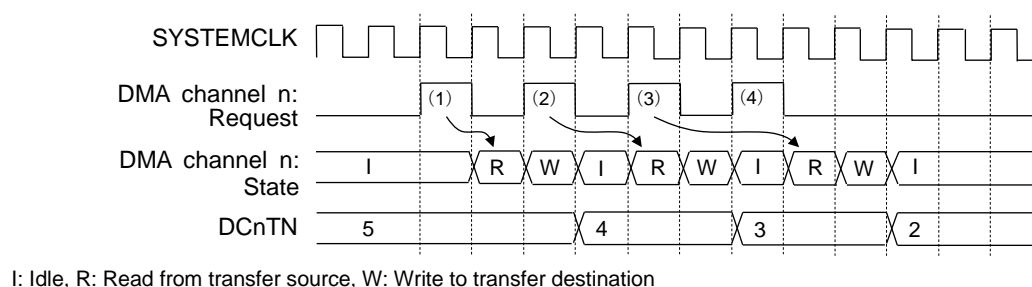 SYSTEMCLK
DMA channel n:
Request
(1) (2) (3) (4)
DMA channel n:
State
I R W I R W I R W I
DCnTN
5 4 3 2
I: Idle, R: Read from transfer source, W: Write to transfer destination